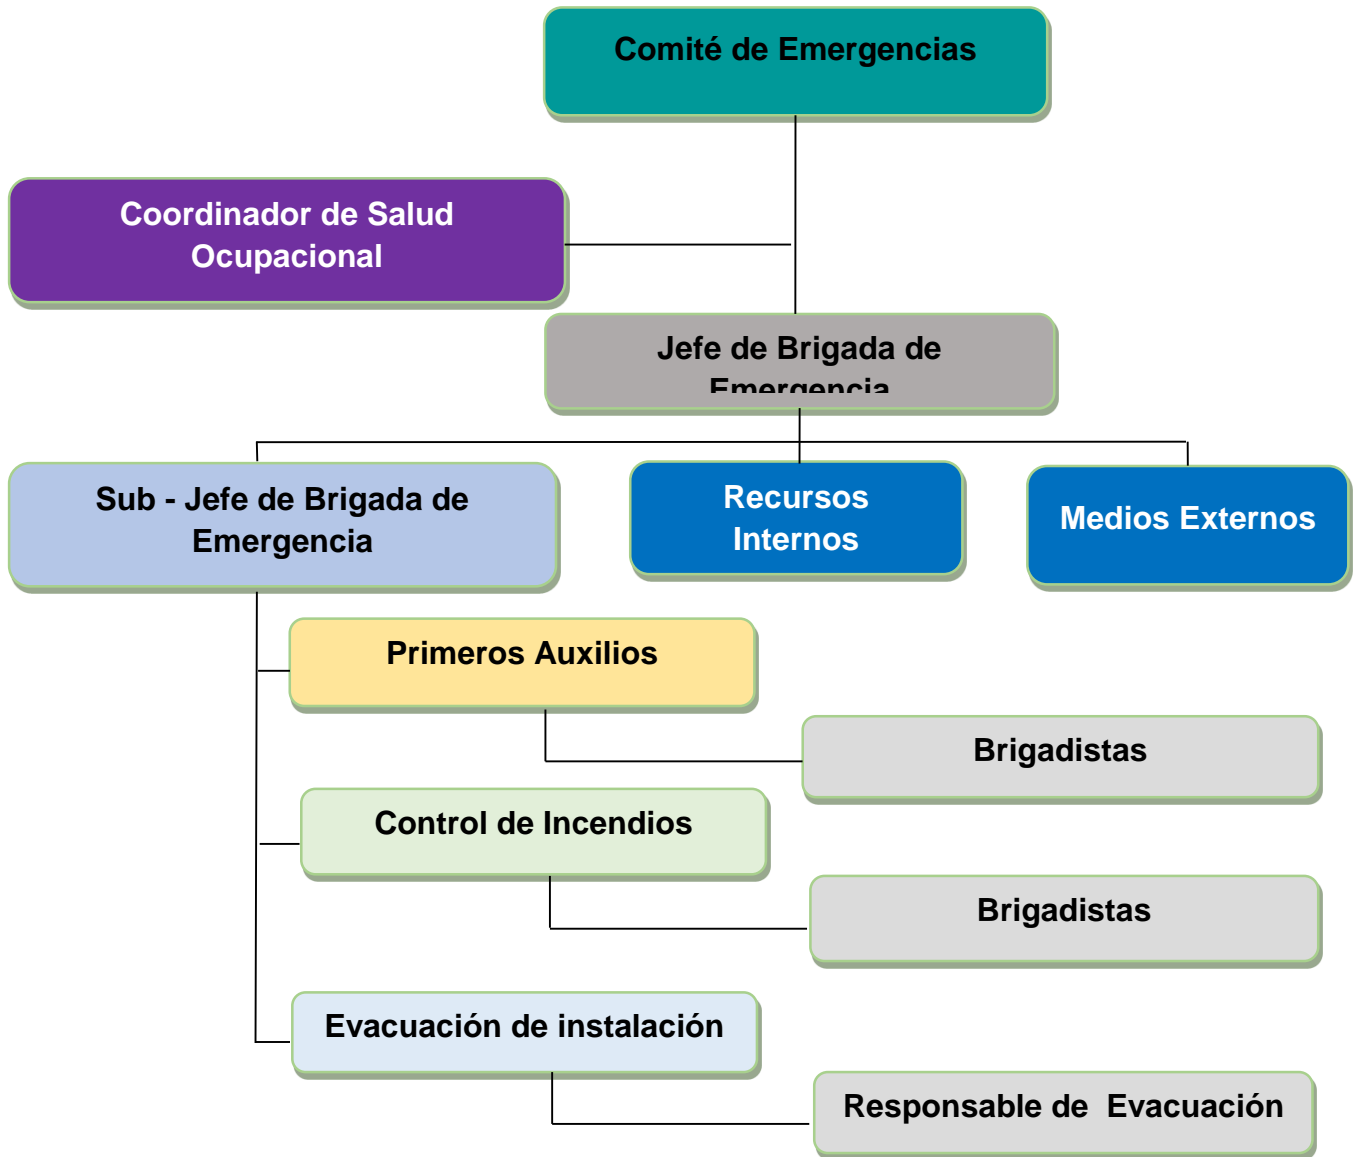 Comité de Emergencias
Coordinador de Salud
Ocupacional
Jefe de Brigada de
Emergencia
Sub - Jefe de Brigada de
Emergencia
Recursos
Internos
Medios Externos
Primeros Auxilios
Brigadistas
Control de Incendios
Brigadistas
Evacuación de instalación
Responsable de  Evacuación